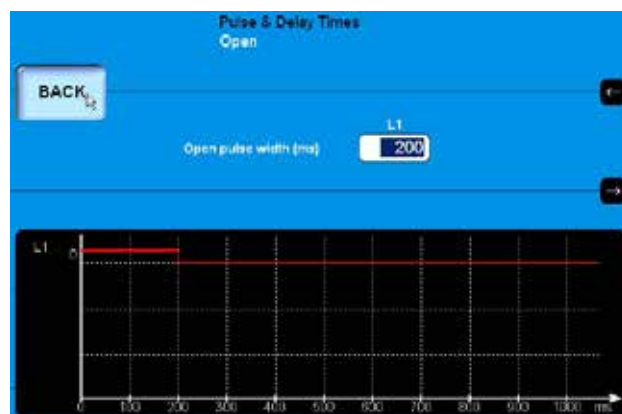 Pulse & Delay Times
Open
BACK
←
L1
Open pulse width (ms) 200
→
L1 O
0 100 200 300 400 500 600 700 800 900 1000 ms